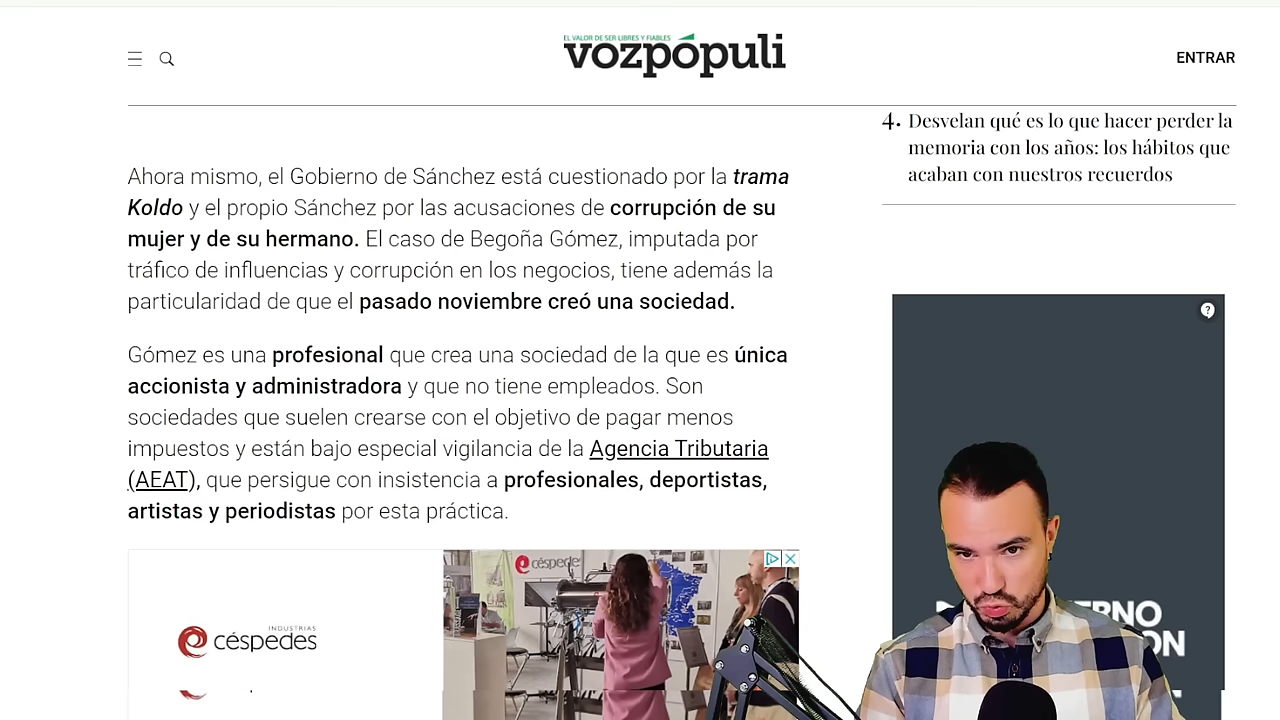 EL VALOR DE SER LIBRES Y FIABLES
vozpópuli
ENTRAR
4. Desvelan qué es lo que hacer perder la
memoria con los años: los hábitos que
acaban con nuestros recuerdos
Ahora mismo, el Gobierno de Sánchez está cuestionado por la trama
Koldo y el propio Sánchez por las acusaciones de corrupción de su
mujer y de su hermano. El caso de Begoña Gómez, imputada por
tráfico de influencias y corrupción en los negocios, tiene además la
particularidad de que el pasado noviembre creó una sociedad.
Gómez es una profesional que crea una sociedad de la que es única
accionista y administradora y que no tiene empleados. Son
sociedades que suelen crearse con el objetivo de pagar menos
impuestos y están bajo especial vigilancia de la Agencia Tributaria
(AEAT), que persigue con insistencia a profesionales, deportistas,
artistas y periodistas por esta práctica.
INDUSTRIAS
céspedes
céspedes